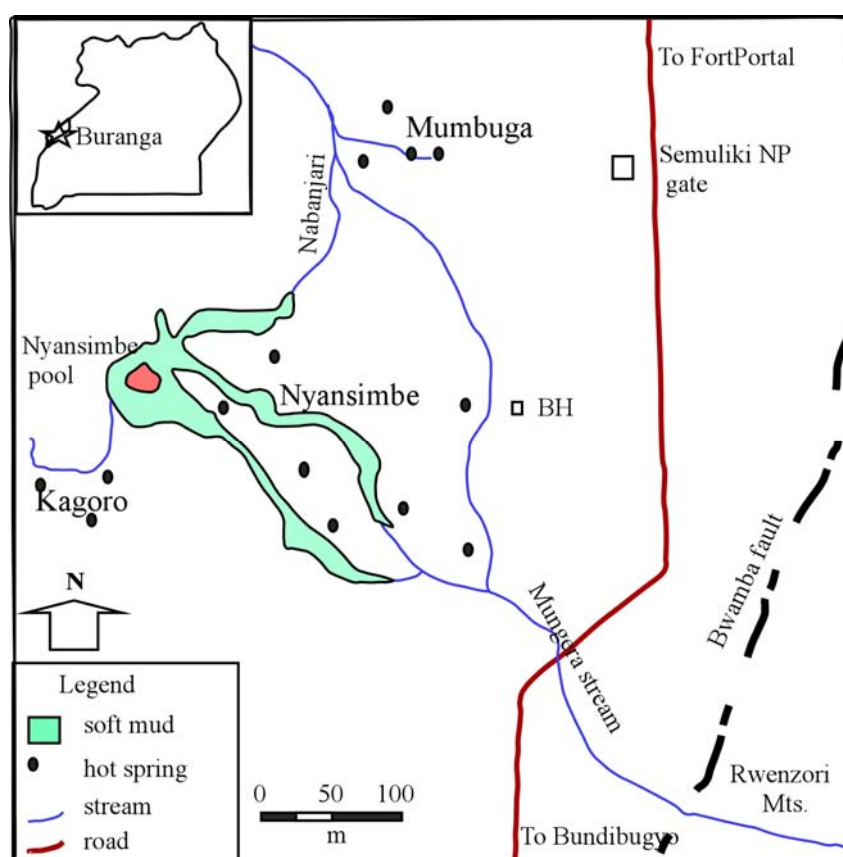 Buranga
To FortPortal
Mumbuga
Semuliki NP
gate
Nabanjari
Nyansimbe
pool
Nyansimbe
BH
Kagoro
Bwamba fault
N
Mungera stream
Legend
soft mud
hot spring
stream
road
0 50 100
m
Rwenzori
Mts.
To Bundibugyo